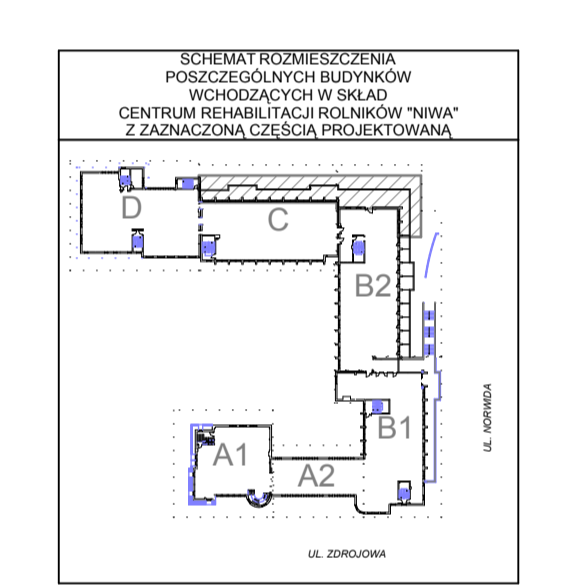 SCHEMAT ROZMIESZCZENIA
POSZCZEGÓLNYCH BUDYNKÓW
WCHODZĄCYCH W SKŁAD
CENTRUM REHABILITACJI ROLNIKÓW "NIWA"
Z ZAZNACZONĄ CZĘŚCIĄ PROJEKTOWANĄ
D
C
B2
B1
A1
A2
UL. NORWIDA
UL. ZDROJOWA